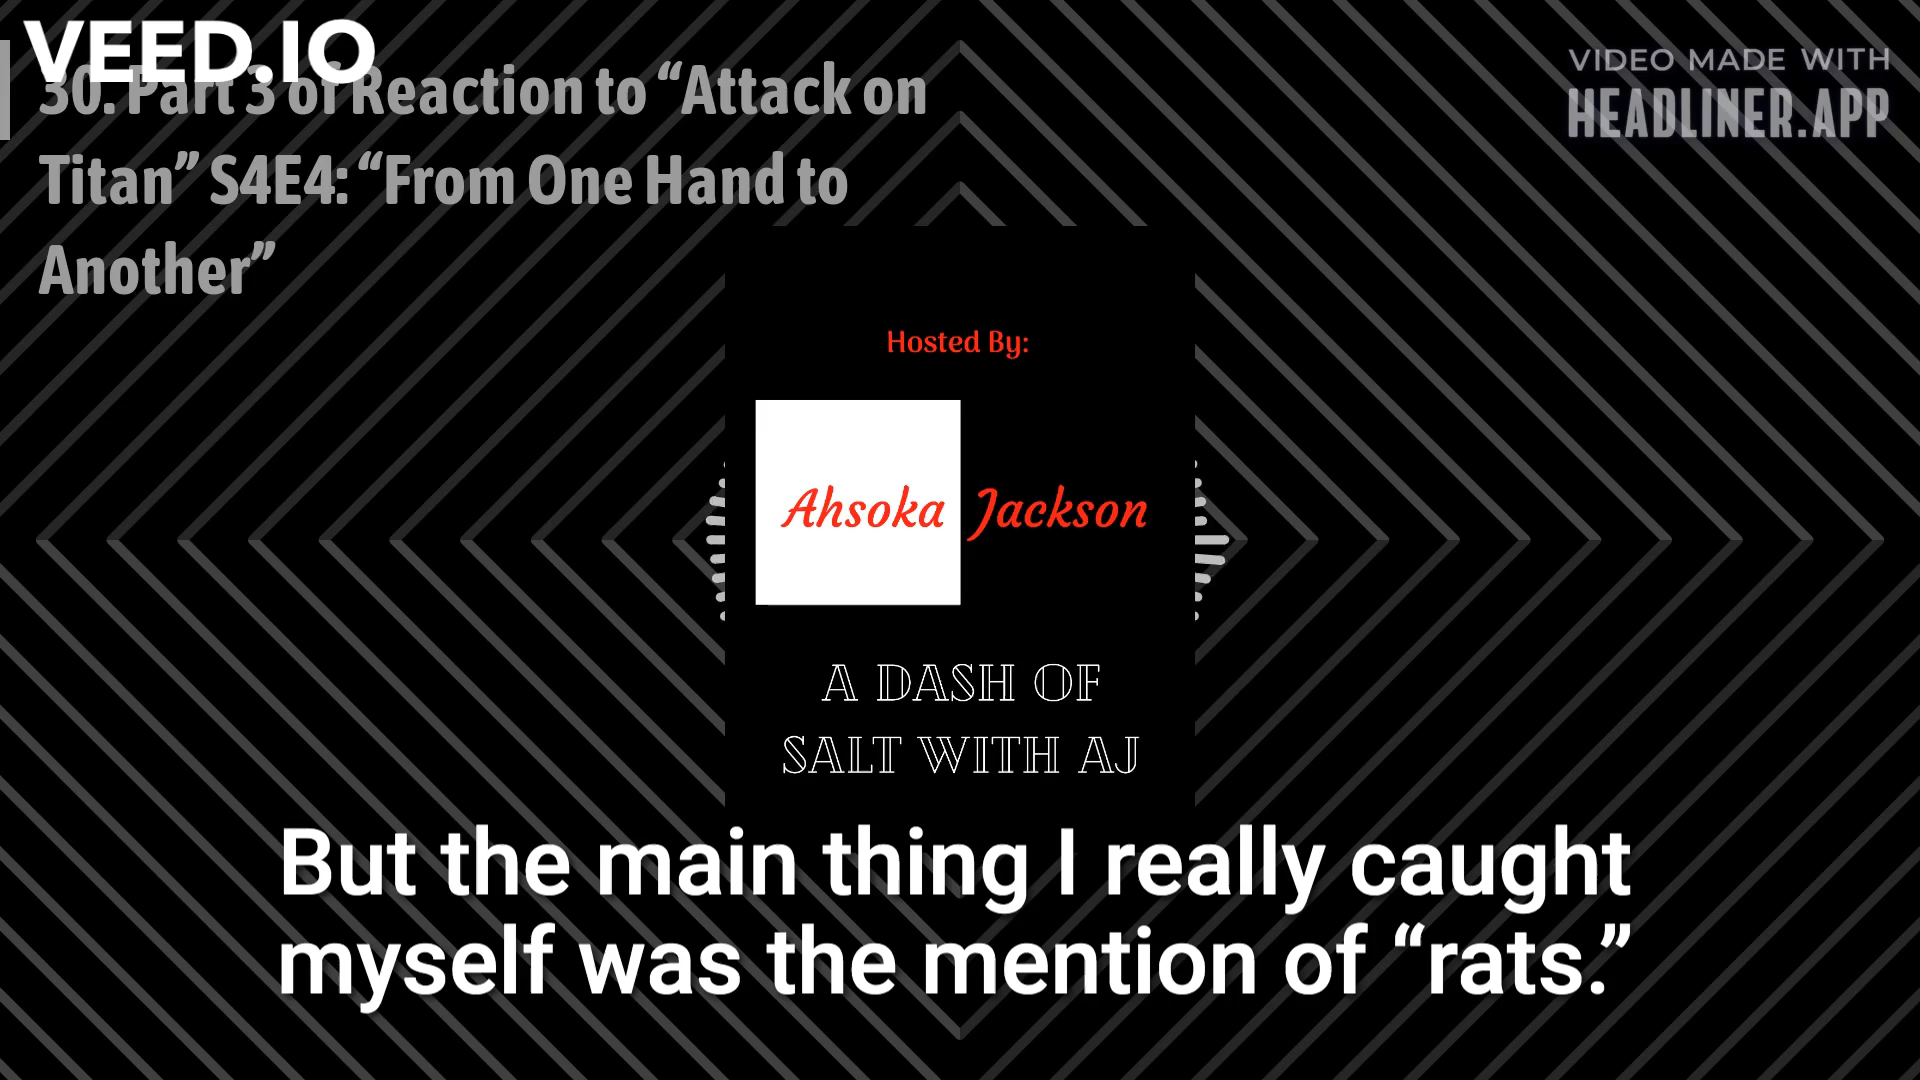 VEED.IO
30. Part 3 of Reaction to “Attack on
Titan” S4E4: “From One Hand to
Another”
VIDEO MADE WITH
HEADLINER.APP
Hosted By:
Ahsoka Jackson
A DASH OF
SALT WITH AJ
But the main thing I really caught
myself was the mention of “rats.”